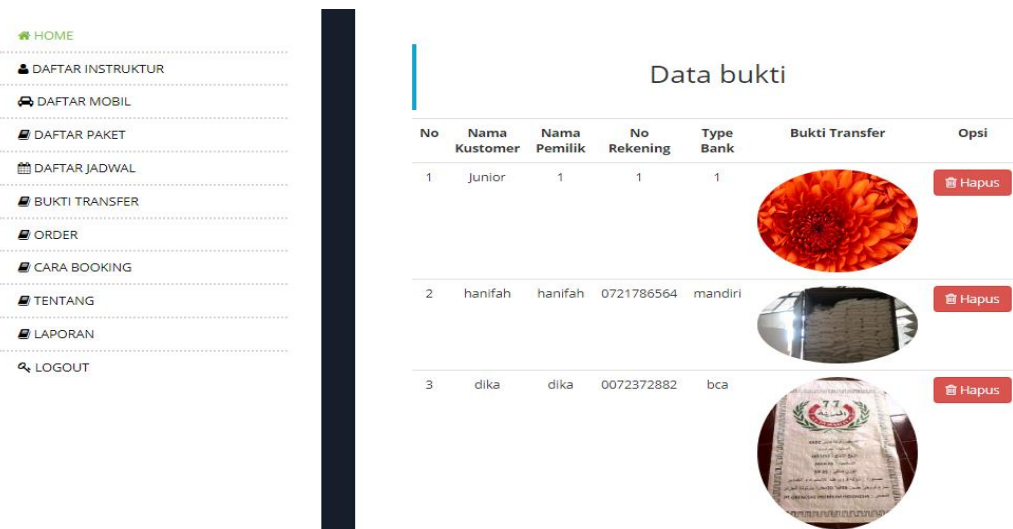 HOME
DAFTAR INSTRUKTUR
DAFTAR MOBIL
DAFTAR PAKET
DAFTAR JADWAL
BUKTI TRANSFER
ORDER
CARA BOOKING
TENTANG
LAPORAN
LOGOUT
Data bukti
No Nama Kustomer Nama Pemilik No Rekening Type Bank Bukti Transfer Opsi
1 Junior 1 1 1 Hapus
2 hanifah hanifah 0721786564 mandiri Hapus
3 dika dika 0072372882 bca Hapus
77